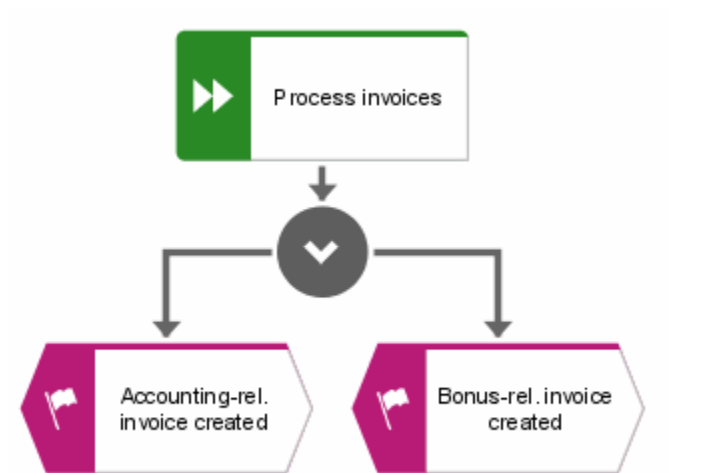 Process invoices
Accounting-rel.
invoice created
Bonus-rel. invoice
created